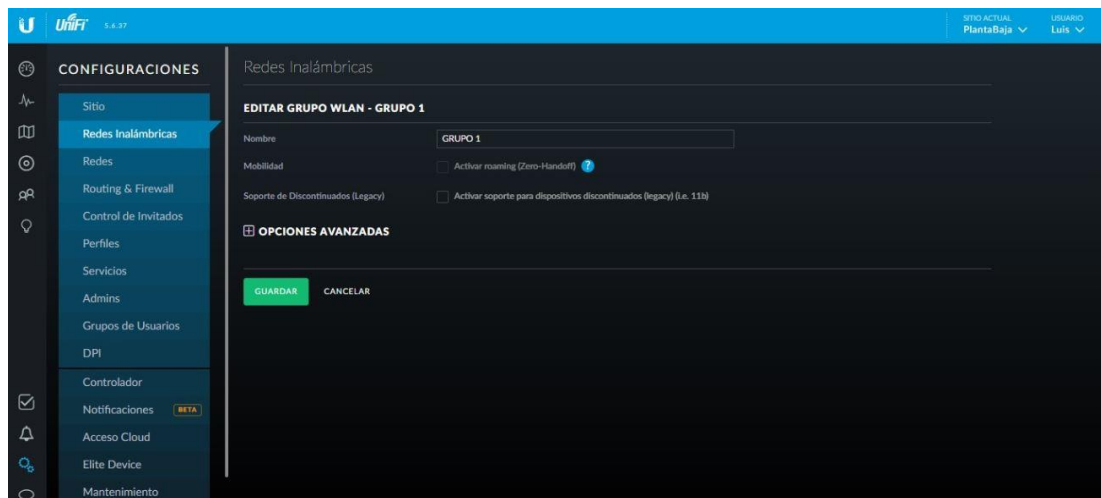 UniFi 5.6.37
SITIO ACTUAL
PlantaBaja
USUARIO
Luis
CONFIGURACIONES
Sitio
Redes Inalámbricas
Redes
Routing & Firewall
Control de Invitados
Perfiles
Servicios
Admins
Grupos de Usuarios
DPI
Controlador
Notificaciones BETA
Acceso Cloud
Elite Device
Mantenimiento
Redes Inalámbricas
EDITAR GRUPO WLAN - GRUPO 1
Nombre GRUPO 1
Mobilidad Activar roaming (Zero-Handoff) ?
Soporte de Discontinuados (Legacy) Activar soporte para dispositivos discontinuados (legacy) (i.e. 11b)
OPCIONES AVANZADAS
GUARDAR CANCELAR